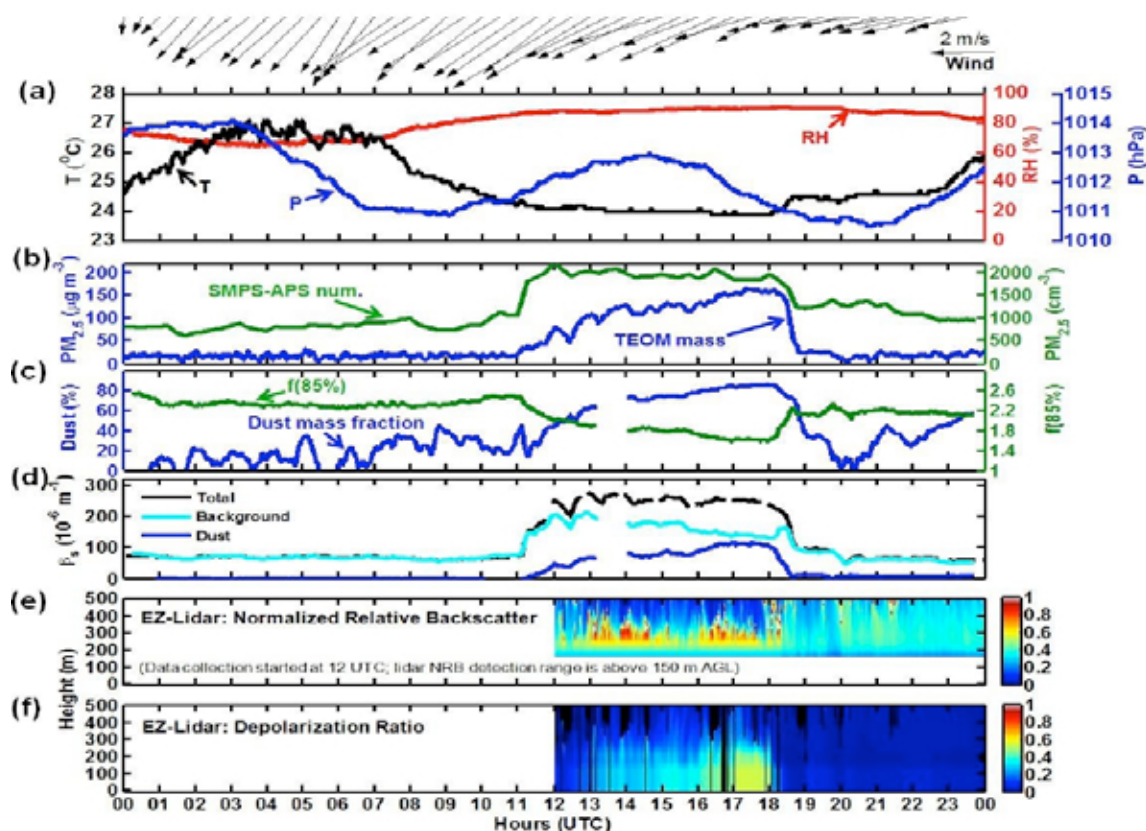 2 m/s
Wind
(a)
28
27
26
25
24
23
T (⁰C)
T
P
RH
100
80
60
40
20
0
RH (%)
1015
1014
1013
1012
1011
1010
P (hPa)
(b)
200
150
100
50
0
PM2.5 (µg m-3)
SMPS-APS num.
TEOM mass
2000
1500
1000
500
0
PM2.5 (cm-3)
(c)
80
60
40
20
0
Dust (%)
f(85%)
Dust mass fraction
2.6
2.2
1.8
1.4
1
f(85%)
(d)
300
200
100
0
βs (10-6 m-1)
Total
Background
Dust
(e)
500
400
300
200
100
0
EZ-Lidar: Normalized Relative Backscatter
(Data collection started at 12 UTC; lidar NRB detection range is above 150 m AGL)
1
0.8
0.6
0.4
0.2
0
Height (m)
(f)
500
400
300
200
100
0
EZ-Lidar: Depolarization Ratio
1
0.8
0.6
0.4
0.2
0
00 01 02 03 04 05 06 07 08 09 10 11 12 13 14 15 16 17 18 19 20 21 22 23 00
Hours (UTC)